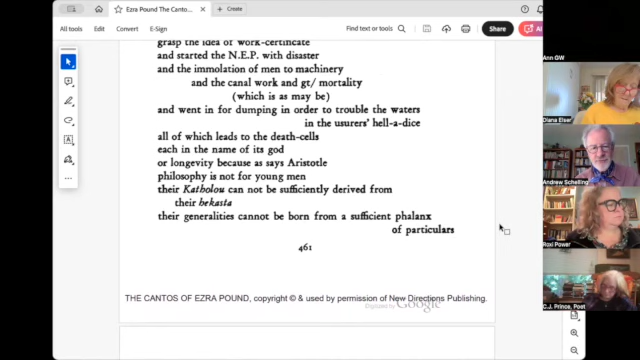 Ezra Pound The Cantos of...
+ Create
All tools
Edit
Convert
E-Sign
Find text or tools
Share
AI
grasp the idea of work-certificate
and started the N.E.P. with disaster
and the immolation of men to machinery
and the canal work and gt/ mortality
(which is as may be)
and went in for dumping in order to trouble the waters
in the usurers' hell-a-dice
all of which leads to the death-cells
each in the name of its god
or longevity because as says Aristotle
philosophy is not for young men
their Katholou can not be sufficiently derived from
their hekasta
their generalities cannot be born from a sufficient phalanx
of particulars
461
THE CANTOS OF EZRA POUND, copyright © & used by permission of New Directions Publishing.
Digitized by Google
Ann GW
Diana Elser
Andrew Schelling
Roxi Power
C.J. Prince, Post